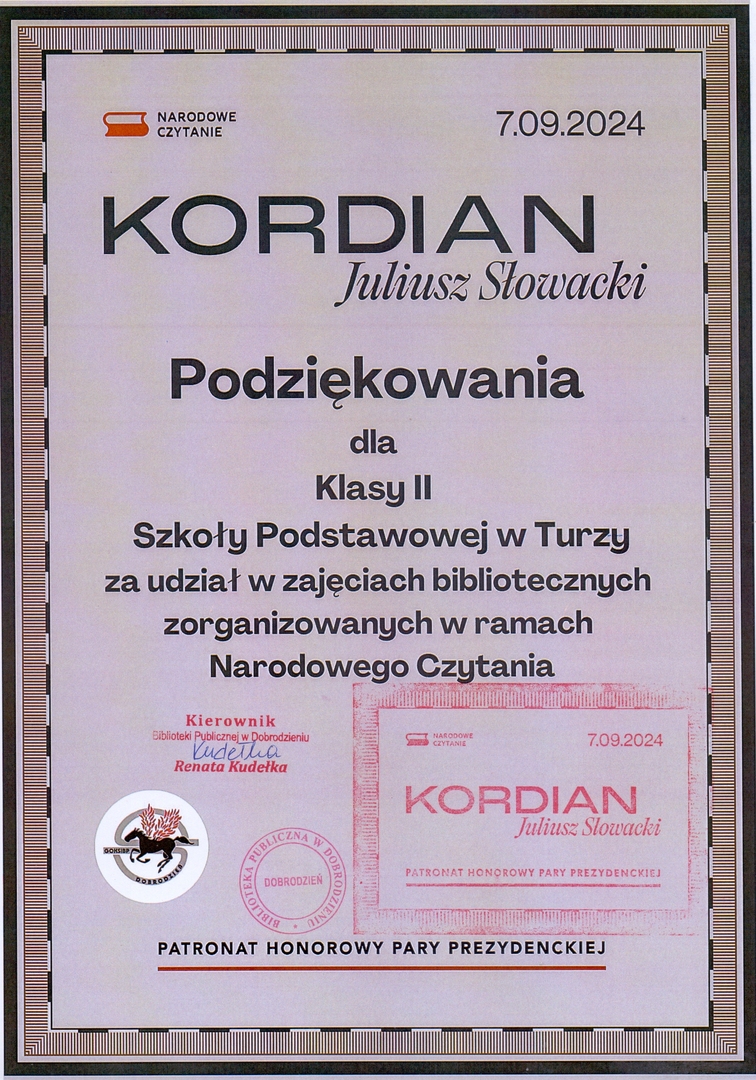 NARODOWE
CZYTANIE
7.09.2024
KORDIAN
Juliusz Słowacki
Podziękowania
dla
Klasy II
Szkoły Podstawowej w Turzy
za udział w zajęciach bibliotecznych
zorganizowanych w ramach
Narodowego Czytania
Kierownik
Biblioteki Publicznej w Dobrodzieniu
Kudełka
Renata Kudełka
NARODOWE
CZYTANIE
7.09.2024
KORDIAN
Juliusz Słowacki
PATRONAT HONOROWY PARY PREZYDENCKIEJ
DOKSIBP
DOBRODZIEŃ
BIBLIOTEKA PUBLICZNA W DOBRODZIENIU
DOBRODZIEŃ
PATRONAT HONOROWY PARY PREZYDENCKIEJ